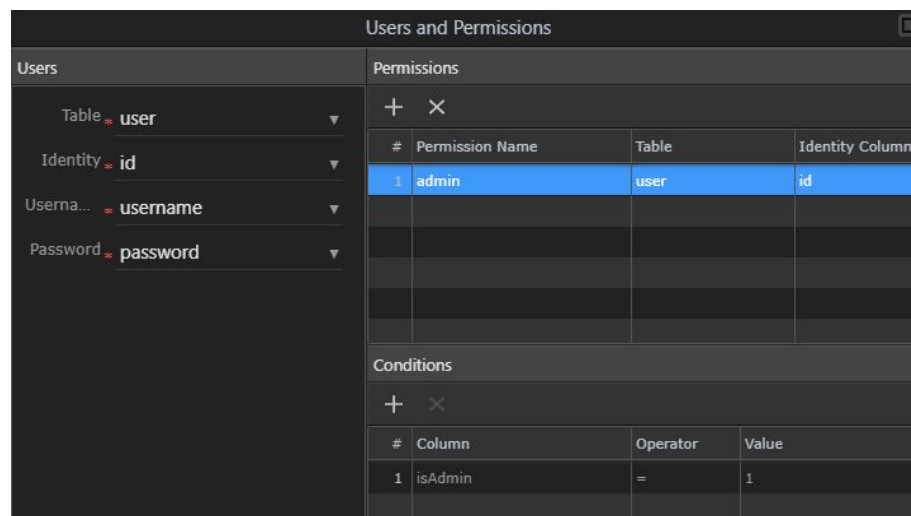 Users and Permissions
Users
Table * user
Identity * id
Userna... * username
Password * password
Permissions
# Permission Name Table Identity Column
1 admin user id
Conditions
# Column Operator Value
1 isAdmin = 1